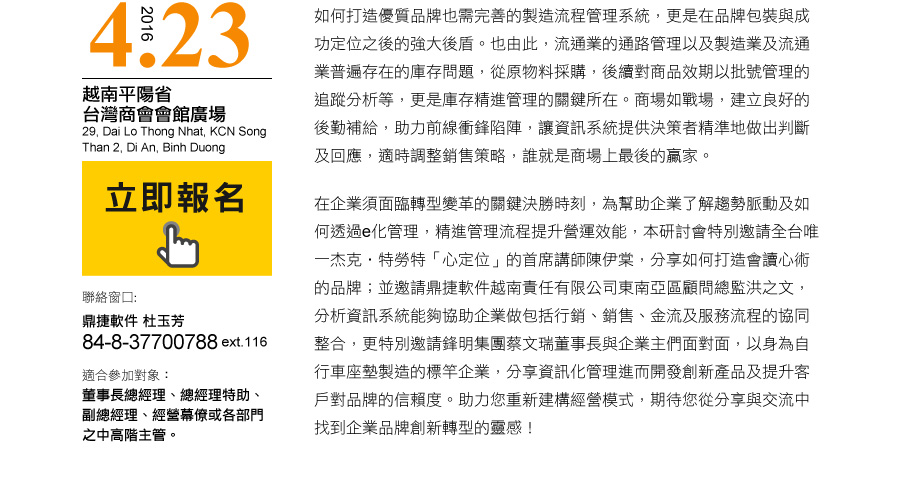 4.23
2016
越南平陽省
台灣商會會館廣場
29, Dai Lo Thong Nhat, KCN Song
Than 2, Di An, Binh Duong
立即報名
聯絡窗口:
鼎捷軟件 杜玉芳
84-8-37700788 ext.116
適合參加對象：
董事長總經理、總經理特助、
副總經理、經營幕僚或各部門
之中高階主管。
如何打造優質品牌也需完善的製造流程管理系統，更是在品牌包裝與成
功定位之後的強大後盾。也由此，流通業的通路管理以及製造業及流通
業普遍存在的庫存問題，從原物料採購，後續對商品效期以批號管理的
追蹤分析等，更是庫存精進管理的關鍵所在。商場如戰場，建立良好的
後勤補給，助力前線衝鋒陷陣，讓資訊系統提供決策者精準地做出判斷
及回應，適時調整銷售策略，誰就是商場上最後的贏家。
在企業須面臨轉型變革的關鍵決勝時刻，為幫助企業了解趨勢脈動及如
何透過e化管理，精進管理流程提升營運效能，本研討會特別邀請全台唯
一杰克．特勞特「心定位」的首席講師陳伊棠，分享如何打造會讀心術
的品牌；並邀請鼎捷軟件越南責任有限公司東南亞區顧問總監洪之文，
分析資訊系統能夠協助企業做包括行銷、銷售、金流及服務流程的協同
整合，更特別邀請鋒明集團蔡文瑞董事長與企業主們面對面，以身為自
行車座墊製造的標竿企業，分享資訊化管理進而開發創新產品及提升客
戶對品牌的信賴度。助力您重新建構經營模式，期待您從分享與交流中
找到企業品牌創新轉型的靈感！